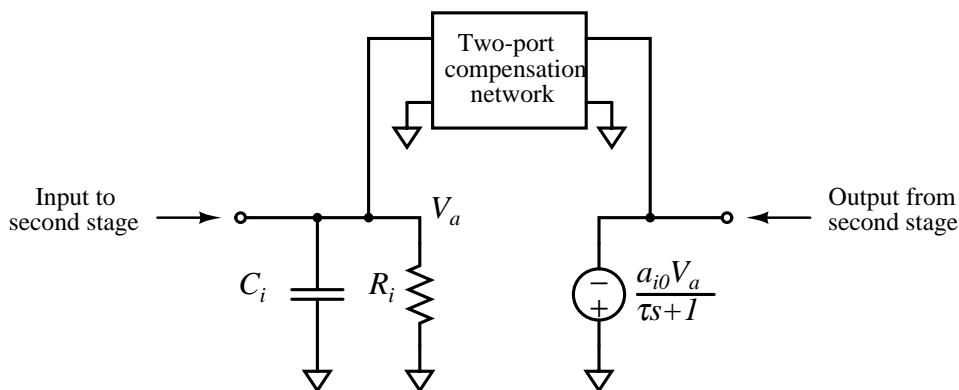 Two-port
compensation
network
Input to
second stage
V_a
Output from
second stage
C_i
R_i
−
+
a_{i0}V_a
τs+1